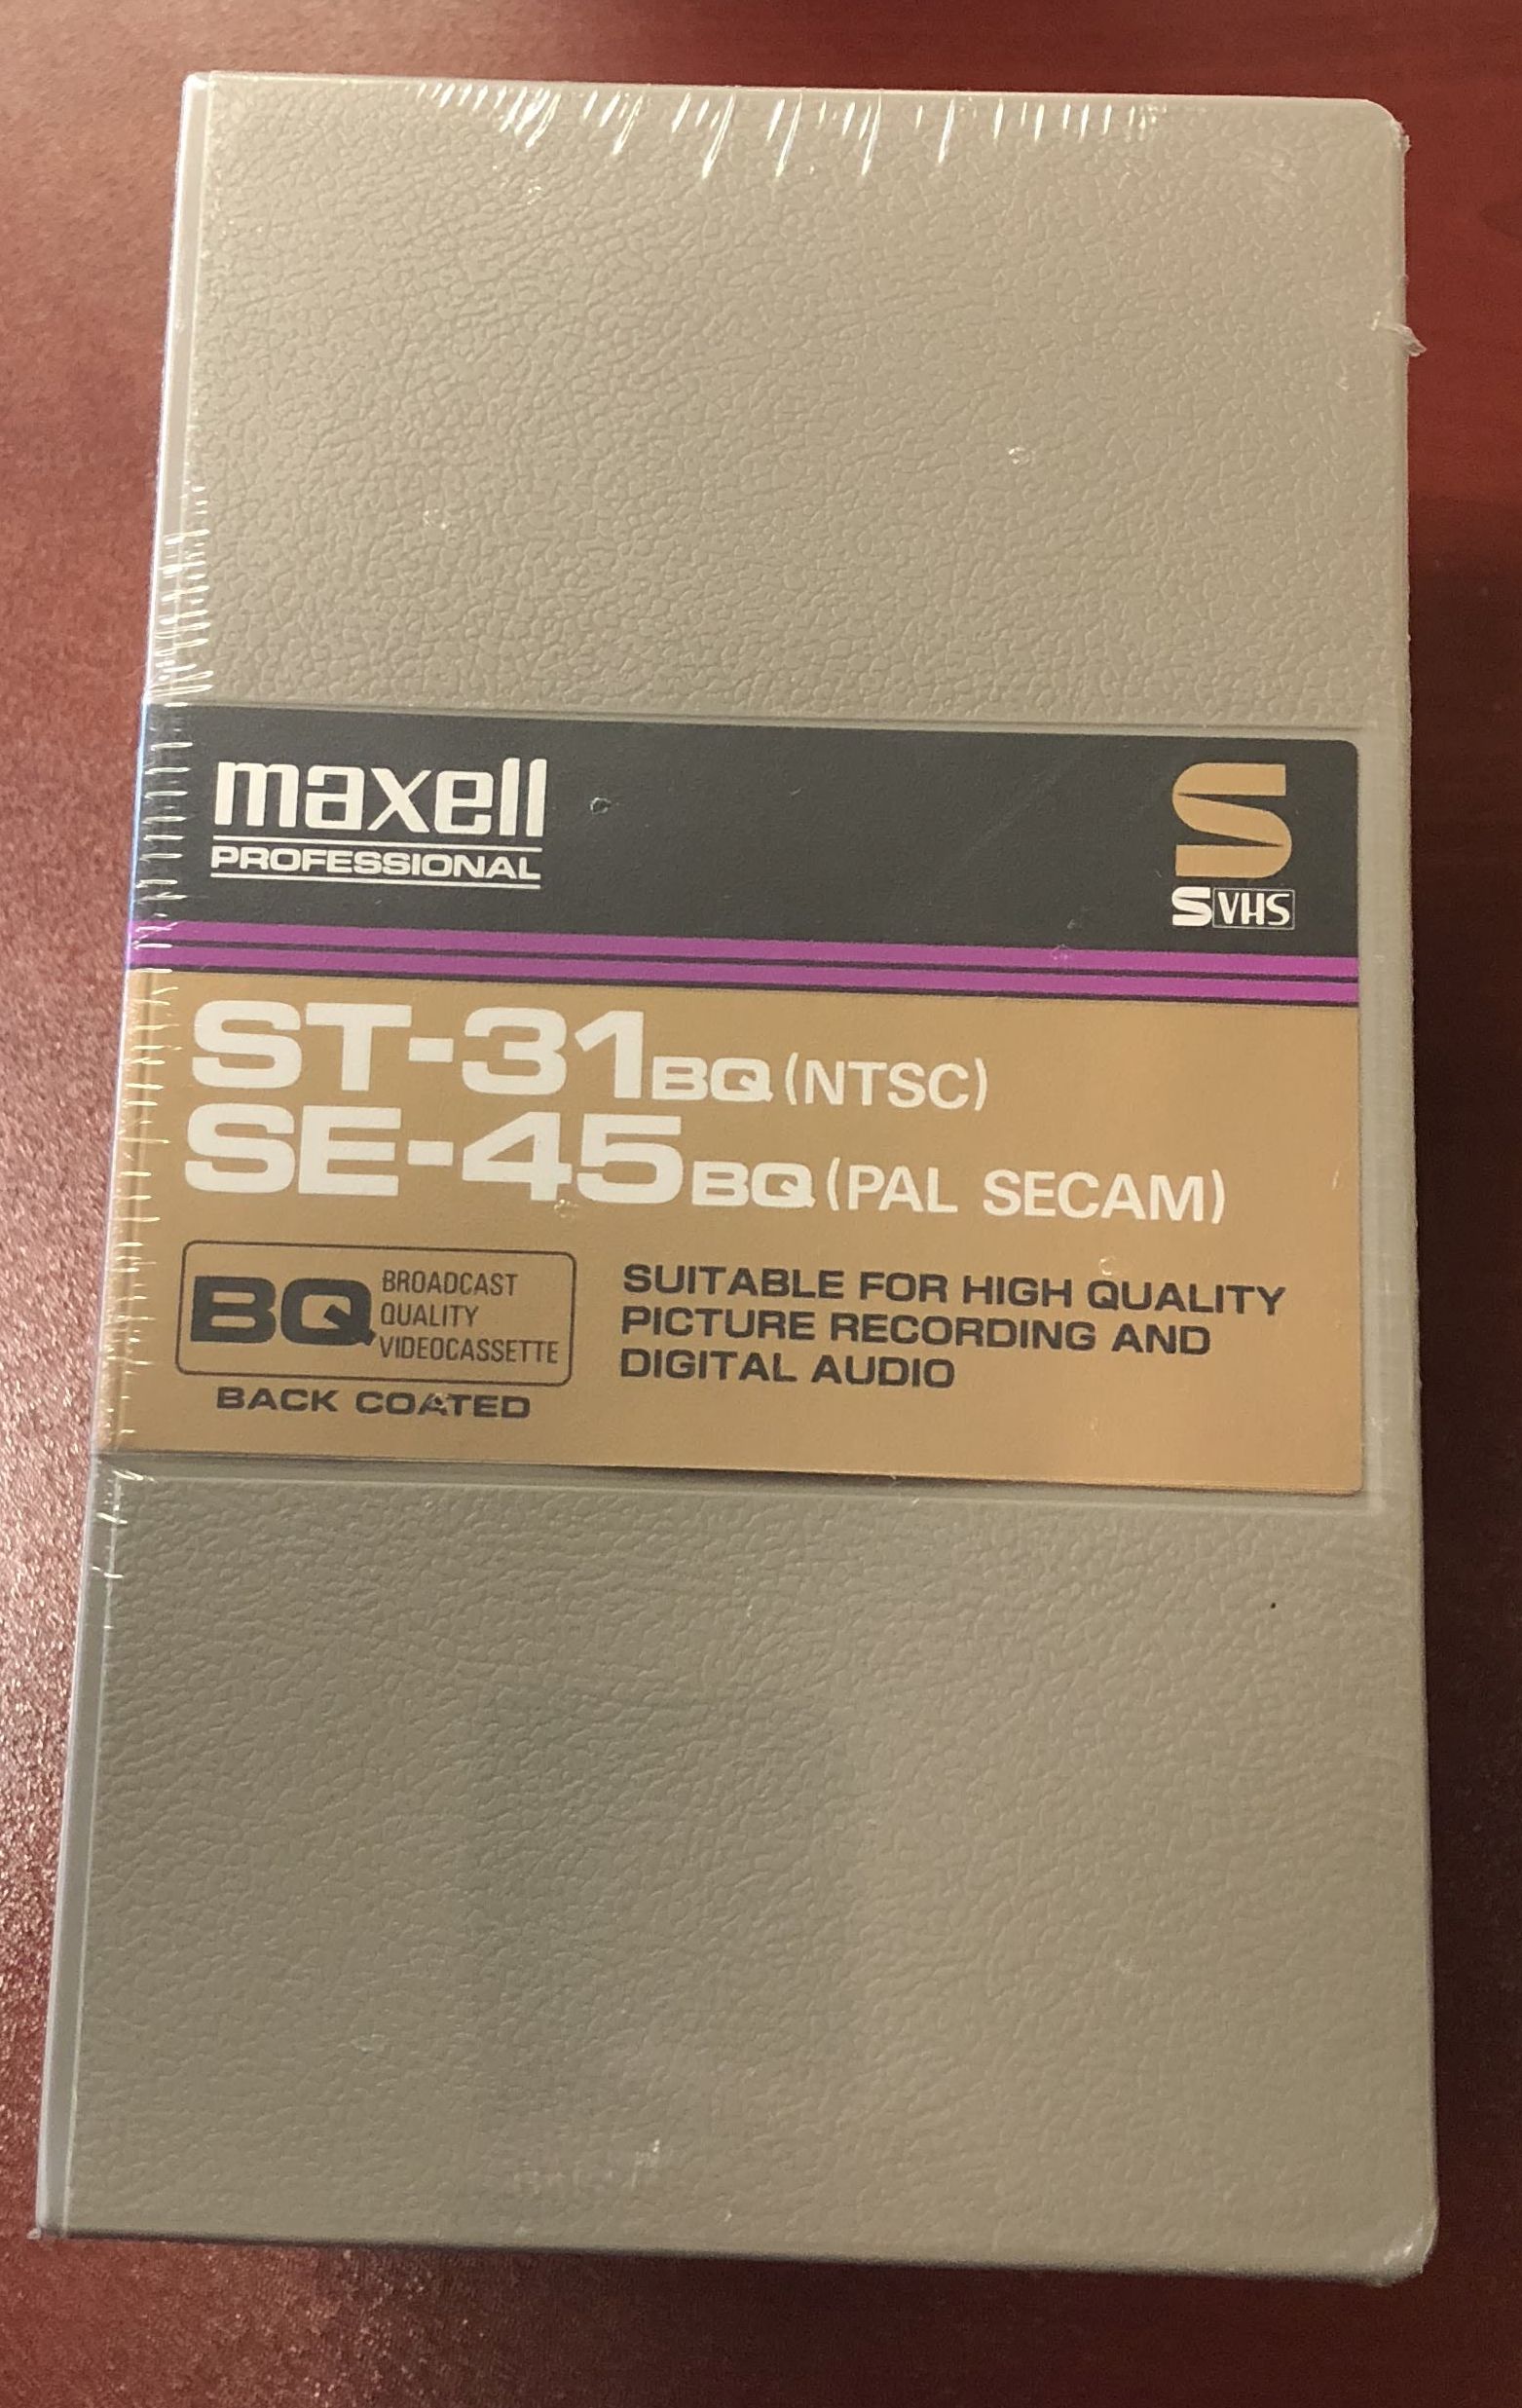 maxell
PROFESSIONAL
S
S VHS
ST-31BQ (NTSC)
SE-45BQ (PAL SECAM)
BQ BROADCAST
QUALITY
VIDEOCASSETTE
BACK COATED
SUITABLE FOR HIGH QUALITY
PICTURE RECORDING AND
DIGITAL AUDIO